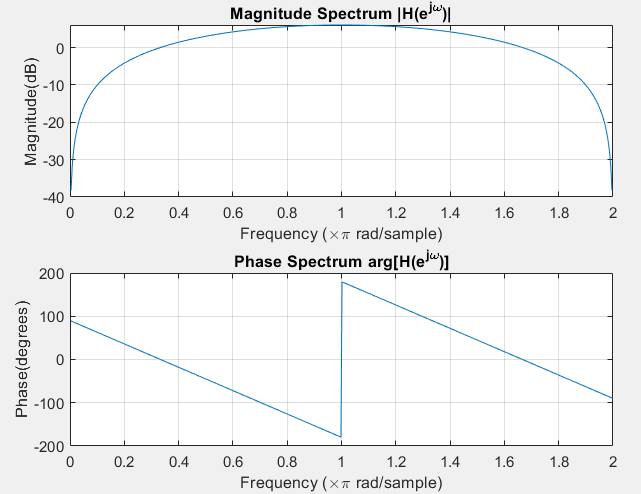 Magnitude Spectrum |H(e^jω)|
Magnitude(dB)
0
-10
-20
-30
-40
0 0.2 0.4 0.6 0.8 1 1.2 1.4 1.6 1.8 2
Frequency (×π rad/sample)
Phase Spectrum arg[H(e^jω)]
Phase(degrees)
200
100
0
-100
-200
0 0.2 0.4 0.6 0.8 1 1.2 1.4 1.6 1.8 2
Frequency (×π rad/sample)